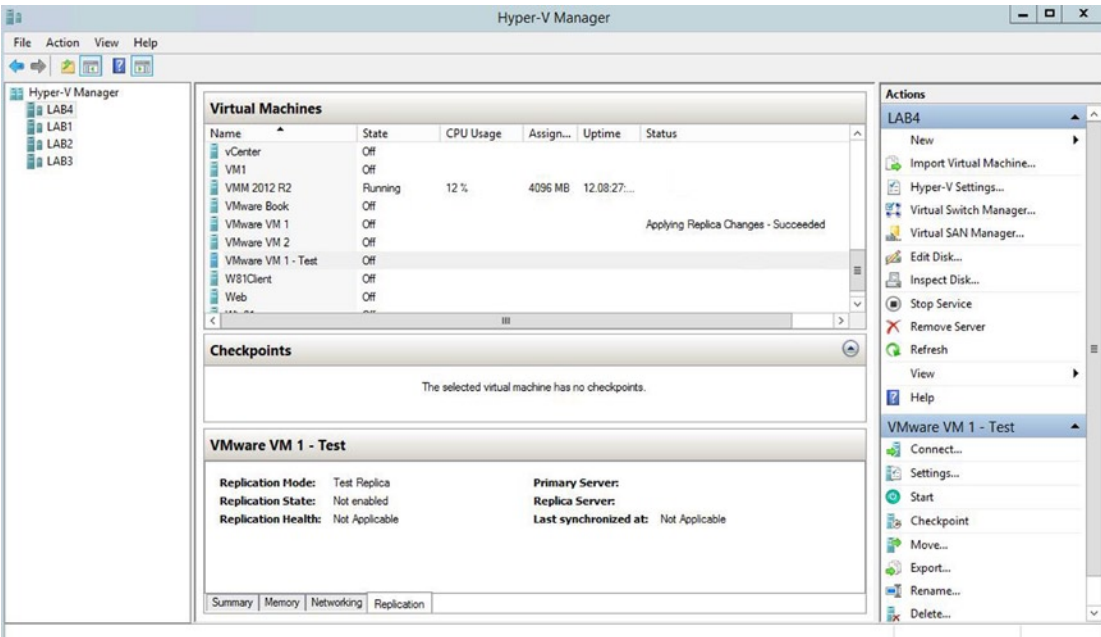 Hyper-V Manager
File Action View Help
Hyper-V Manager
LAB4
LAB1
LAB2
LAB3
Virtual Machines
Name State CPU Usage Assign... Uptime Status
vCenter Off
VM1 Off
VMM 2012 R2 Running 12 % 4096 MB 12.08:27:...
VMware Book Off
VMware VM 1 Off Applying Replica Changes - Succeeded
VMware VM 2 Off
VMware VM 1 - Test Off
W81Client Off
Web Off
Checkpoints
The selected virtual machine has no checkpoints.
VMware VM 1 - Test
Replication Mode: Test Replica Primary Server:
Replication State: Not enabled Replica Server:
Replication Health: Not Applicable Last synchronized at: Not Applicable
Summary Memory Networking Replication
Actions
LAB4
New
Import Virtual Machine...
Hyper-V Settings...
Virtual Switch Manager...
Virtual SAN Manager...
Edit Disk...
Inspect Disk...
Stop Service
Remove Server
Refresh
View
Help
VMware VM 1 - Test
Connect...
Settings...
Start
Checkpoint
Move...
Export...
Rename...
Delete...